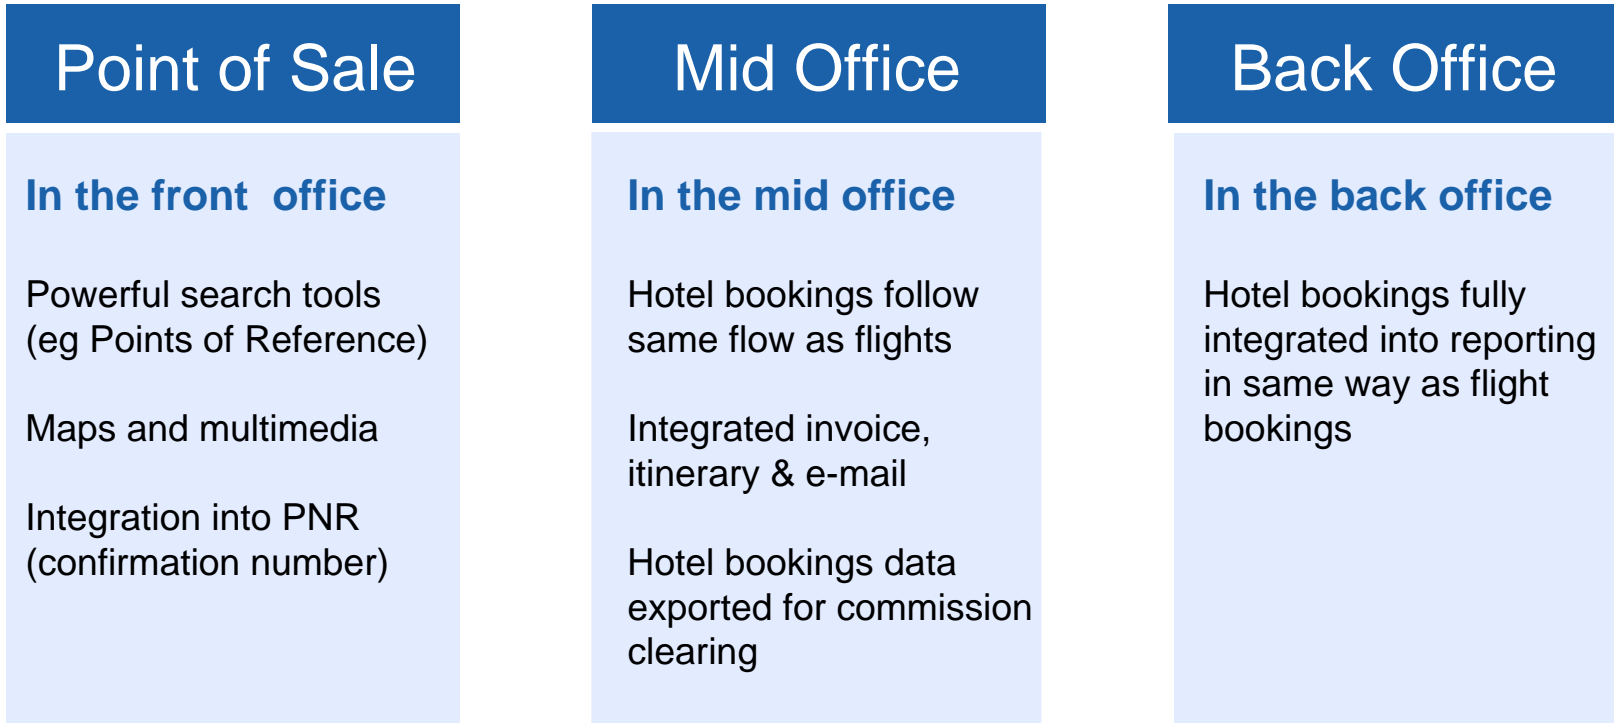 Point of Sale
In the front  office
Powerful search tools
(eg Points of Reference)
Maps and multimedia
Integration into PNR
(confirmation number)
Mid Office
In the mid office
Hotel bookings follow
same flow as flights
Integrated invoice,
itinerary & e-mail
Hotel bookings data
exported for commission
clearing
Back Office
In the back office
Hotel bookings fully
integrated into reporting
in same way as flight
bookings